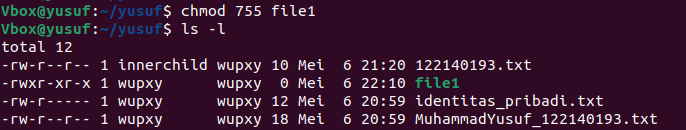 Vbox@yusuf:~/yusuf$ chmod 755 file1
Vbox@yusuf:~/yusuf$ ls -l
total 12
-rw-r--r-- 1 innerchild wupxy 10 Mei  6 21:20 122140193.txt
-rwxr-xr-x 1 wupxy      wupxy  0 Mei  6 22:10 file1
-rw-r----- 1 wupxy      wupxy 12 Mei  6 20:59 identitas_pribadi.txt
-rw-r--r-- 1 wupxy      wupxy 18 Mei  6 20:59 MuhammadYusuf_122140193.txt